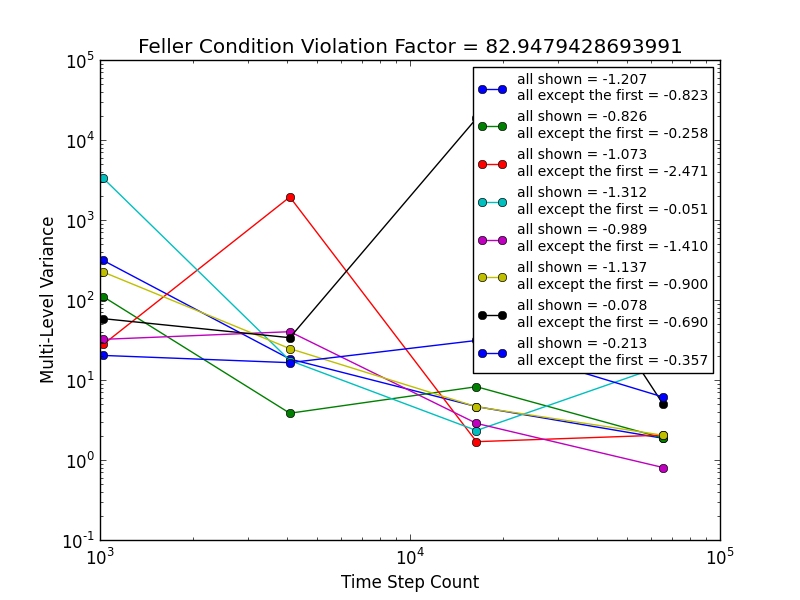 Feller Condition Violation Factor = 82.9479428693991
10^5
10^4
10^3
10^2
10^1
10^0
10^-1
Multi-Level Variance
all shown = -1.207
all except the first = -0.823
all shown = -0.826
all except the first = -0.258
all shown = -1.073
all except the first = -2.471
all shown = -1.312
all except the first = -0.051
all shown = -0.989
all except the first = -1.410
all shown = -1.137
all except the first = -0.900
all shown = -0.078
all except the first = -0.690
all shown = -0.213
all except the first = -0.357
10^3
10^4
10^5
Time Step Count